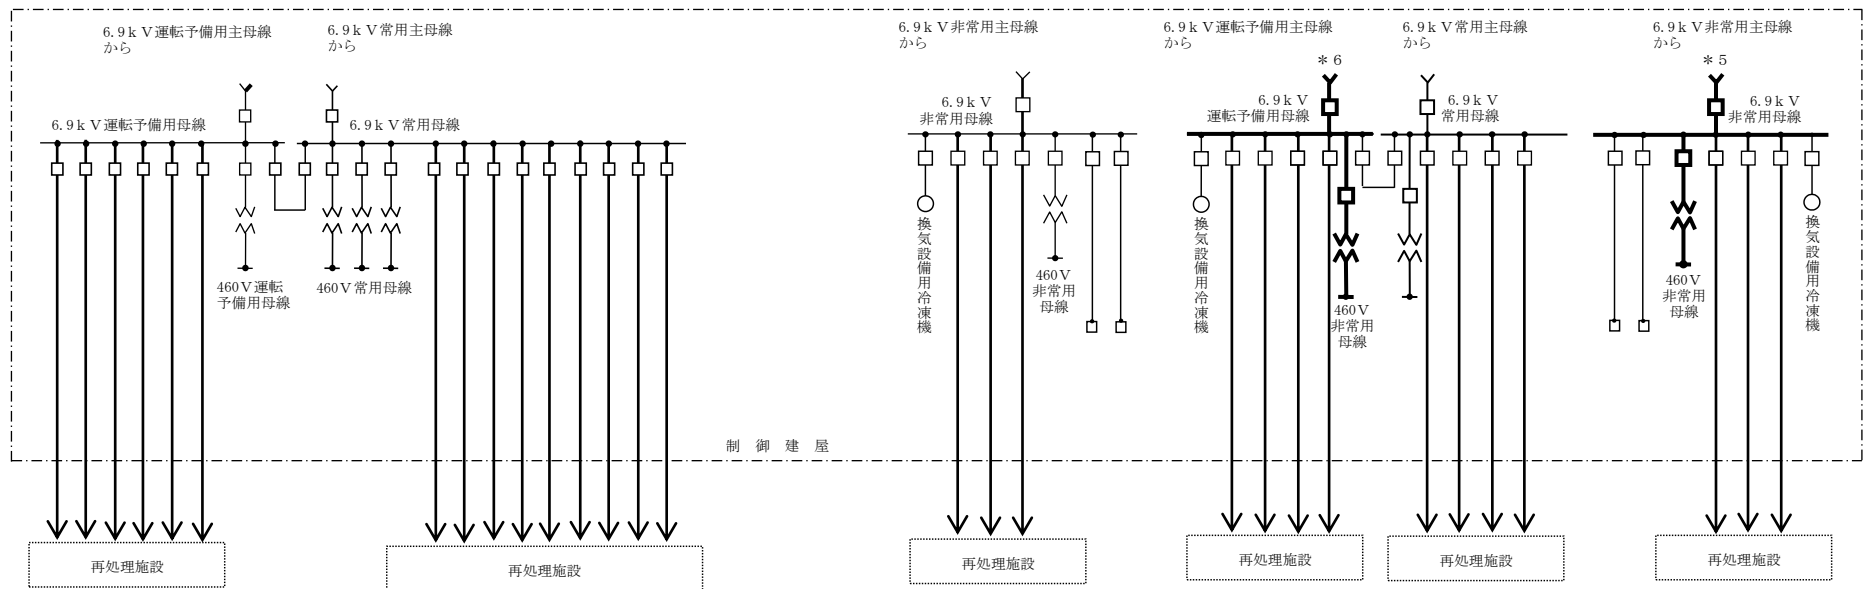 6.9kV運転予備用主母線
から
6.9kV常用主母線
から
6.9kV運転予備用母線
6.9kV常用母線
460V運転
予備用母線
460V常用母線
再処理施設
再処理施設
制御建屋
6.9kV非常用主母線
から
6.9kV
非常用母線
換気設備用冷凍機
460V
非常用
母線
再処理施設
6.9kV運転予備用主母線
から
*6
6.9kV
運転予備用母線
換気設備用冷凍機
460V
非常用
母線
再処理施設
6.9kV常用主母線
から
6.9kV
常用母線
再処理施設
6.9kV非常用主母線
から
*5
6.9kV
非常用母線
460V
非常用
母線
換気設備用冷凍機
再処理施設